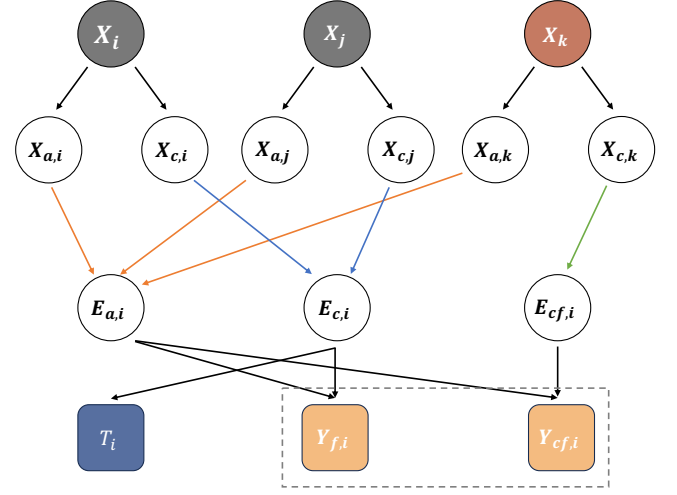 X_i
X_j
X_k
X_{a,i}
X_{c,i}
X_{a,j}
X_{c,j}
X_{a,k}
X_{c,k}
E_{a,i}
E_{c,i}
E_{cf,i}
T_i
Y_{f,i}
Y_{cf,i}